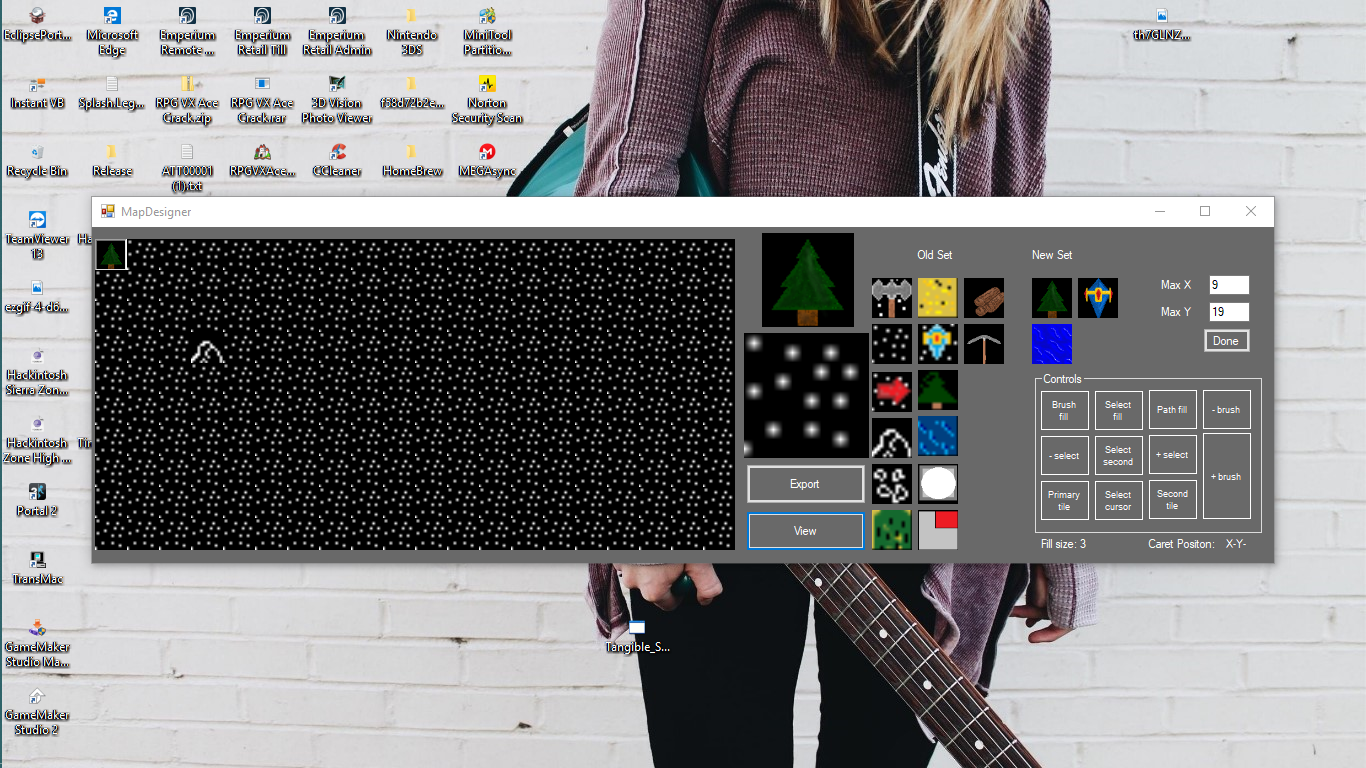 EclipsePort...
Microsoft
Edge
Emperium
Remote ...
Emperium
Retail Till
Emperium
Retail Admin
Nintendo
3DS
MiniTool
Partitio...
th7GLNZ...
Instant VB
Splash.Leg...
RPG VX Ace
Crack.zip
RPG VX Ace
Crack.rar
3D Vision
Photo Viewer
f38d72b2e...
Norton
Security Scan
Recycle Bin
Release
ATT00001
(1).txt
RPGVXAce...
CCleaner
HomeBrew
MEGAsync
Fender
TeamViewer
13
Ha
ezgif-4-d6...
Hackintosh
Sierra Zon...
Hackintosh
Zone High ...
Tin
Portal 2
TransMac
GameMaker
Studio Ma...
GameMaker
Studio 2
Tangible_S...
MapDesigner
Old Set
New Set
Max X
9
Max Y
19
Done
Controls
Brush
fill
Select
fill
Path fill
- brush
- select
Select
second
+ select
+ brush
Primary
tile
Select
cursor
Second
tile
Export
View
Fill size: 3
Caret Positon:
X-Y-